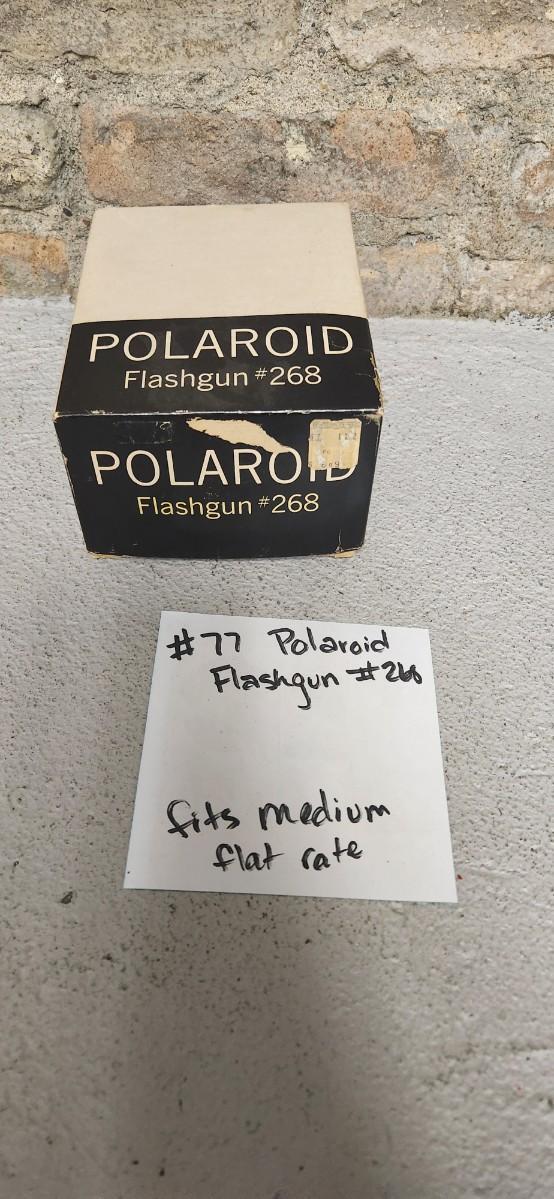 POLAROID
Flashgun #268
POLAROID
Flashgun #268
#77 Polaroid
Flashgun #268
fits medium
flat rate